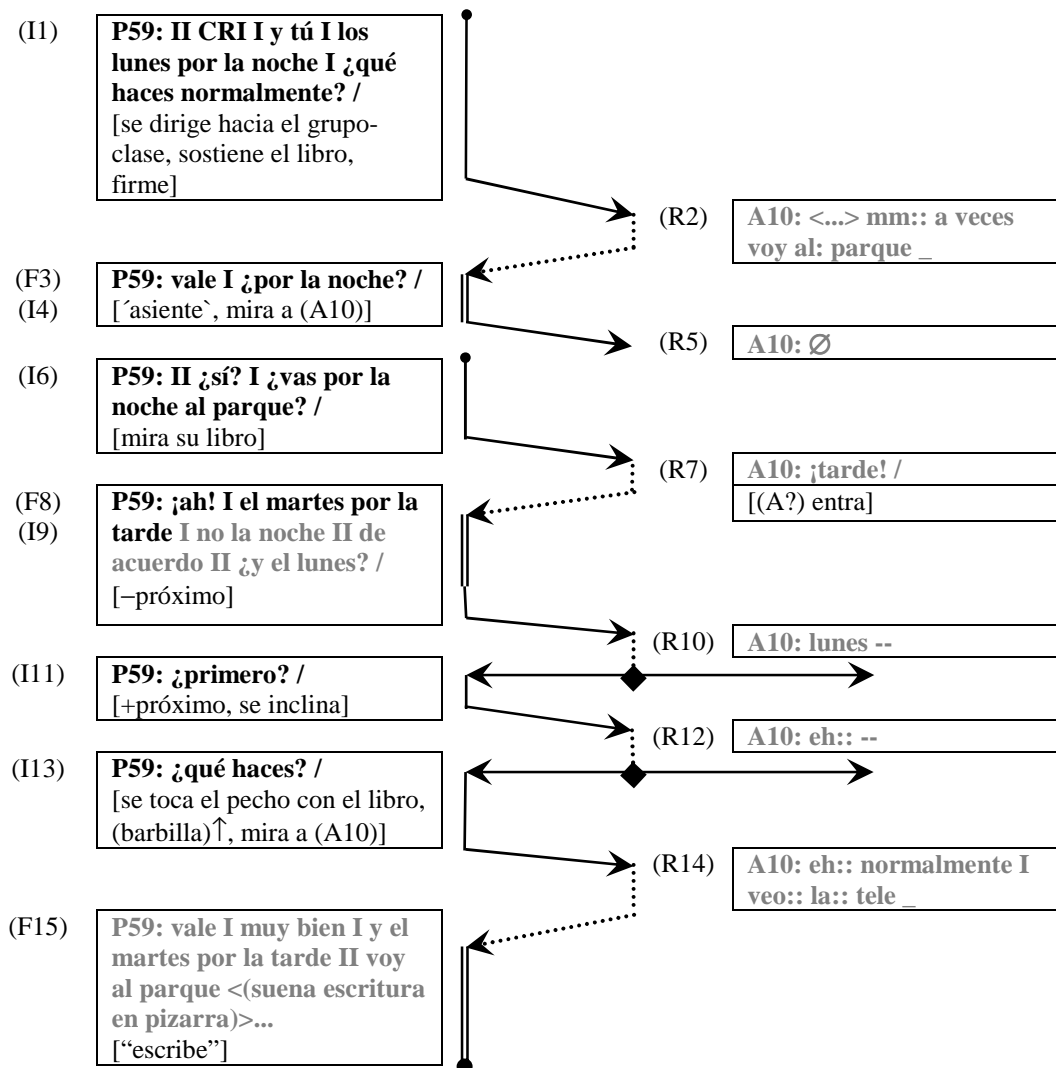 (I1)
P59: II CRI I y tú I los
lunes por la noche I ¿qué
haces normalmente? /
[se dirige hacia el grupo-
clase, sostiene el libro,
firme]
(R2)
A10: <...> mm:: a veces
voy al: parque _
(F3)
(I4)
P59: vale I ¿por la noche? /
[´asiente`, mira a (A10)]
(R5)
A10: ∅
(I6)
P59: II ¿sí? I ¿vas por la
noche al parque? /
[mira su libro]
(R7)
A10: ¡tarde! /
[(A?) entra]
(F8)
(I9)
P59: ¡ah! I el martes por la
tarde I no la noche II de
acuerdo II ¿y el lunes? /
[−próximo]
(R10)
A10: lunes --
(I11)
P59: ¿primero? /
[+próximo, se inclina]
(R12)
A10: eh:: --
(I13)
P59: ¿qué haces? /
[se toca el pecho con el libro,
(barbilla)↑, mira a (A10)]
(R14)
A10: eh:: normalmente I
veo:: la:: tele _
(F15)
P59: vale I muy bien I y el
martes por la tarde II voy
al parque <(suena escritura
en pizarra)>...
[“escribe”]